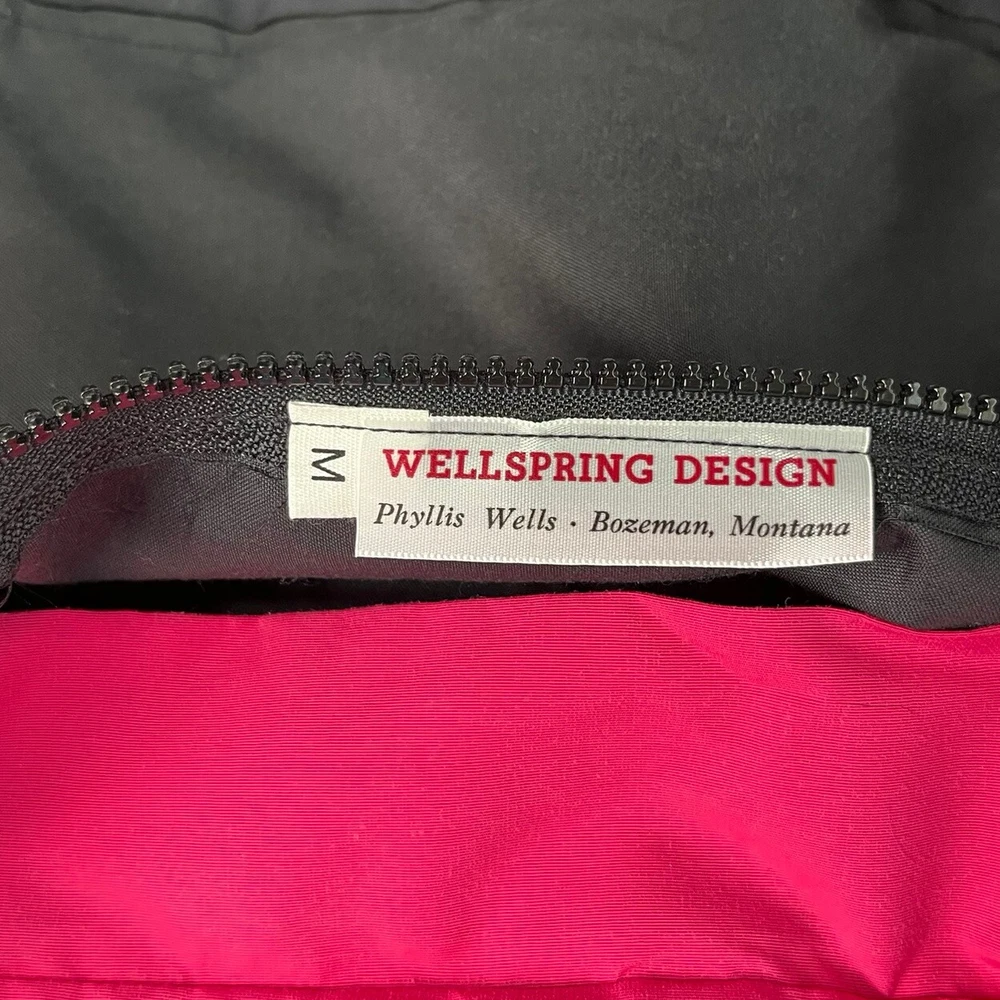 M
WELLSPRING DESIGN
Phyllis Wells · Bozeman, Montana